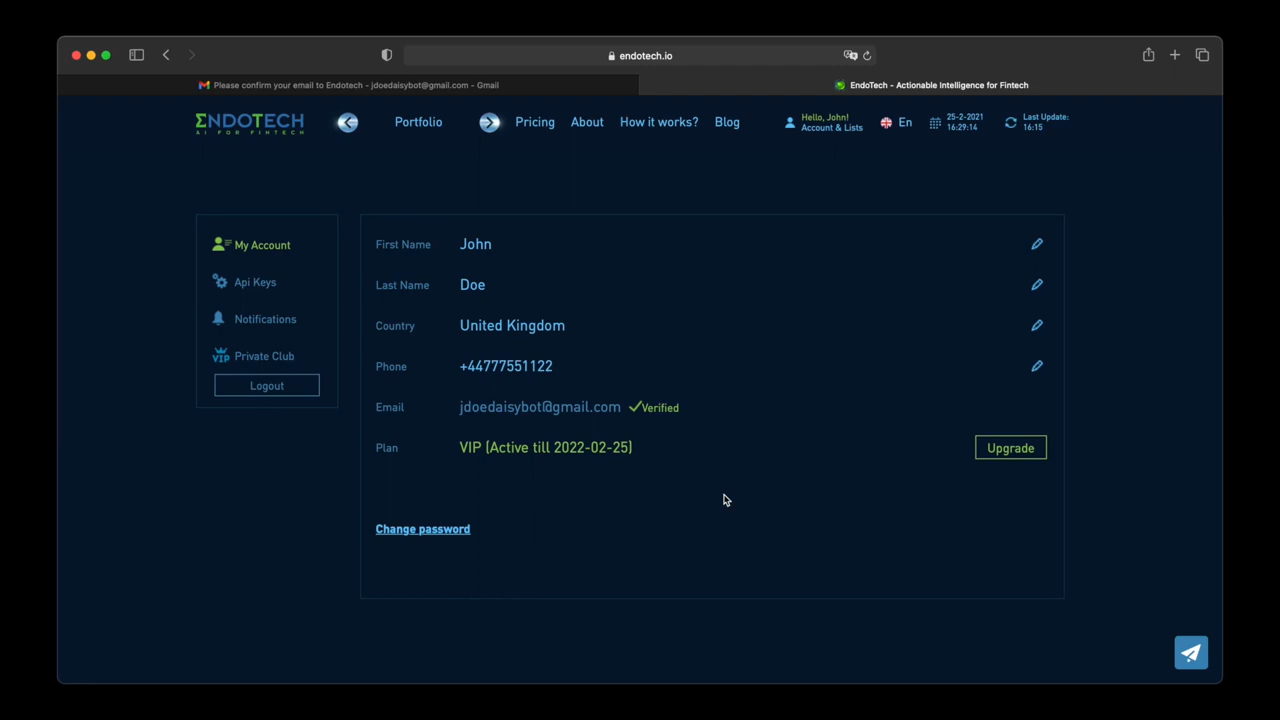 endotech.io
Please confirm your email to Endotech - jdoedaisybot@gmail.com - Gmail
EndoTech - Actionable Intelligence for Fintech
ΣNDOTECH
AI FOR FINTECH
Portfolio
Pricing
About
How it works?
Blog
Hello, John!
Account & Lists
En
25-2-2021
16:29:14
Last Update:
16:15
My Account
Api Keys
Notifications
VIP Private Club
Logout
First Name John
Last Name Doe
Country United Kingdom
Phone +44777551122
Email jdoedaisybot@gmail.com Verified
Plan VIP (Active till 2022-02-25) Upgrade
Change password